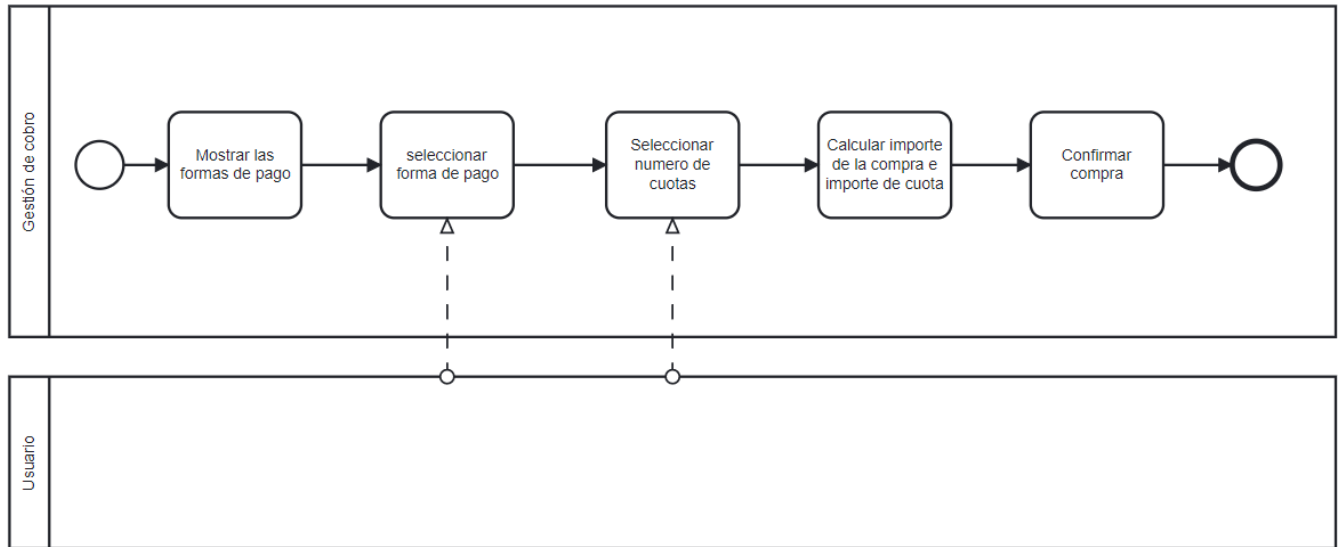 Gestión de cobro
Mostrar las
formas de pago
seleccionar
forma de pago
Seleccionar
numero de
cuotas
Calcular importe
de la compra e
importe de cuota
Confirmar
compra
Usuario